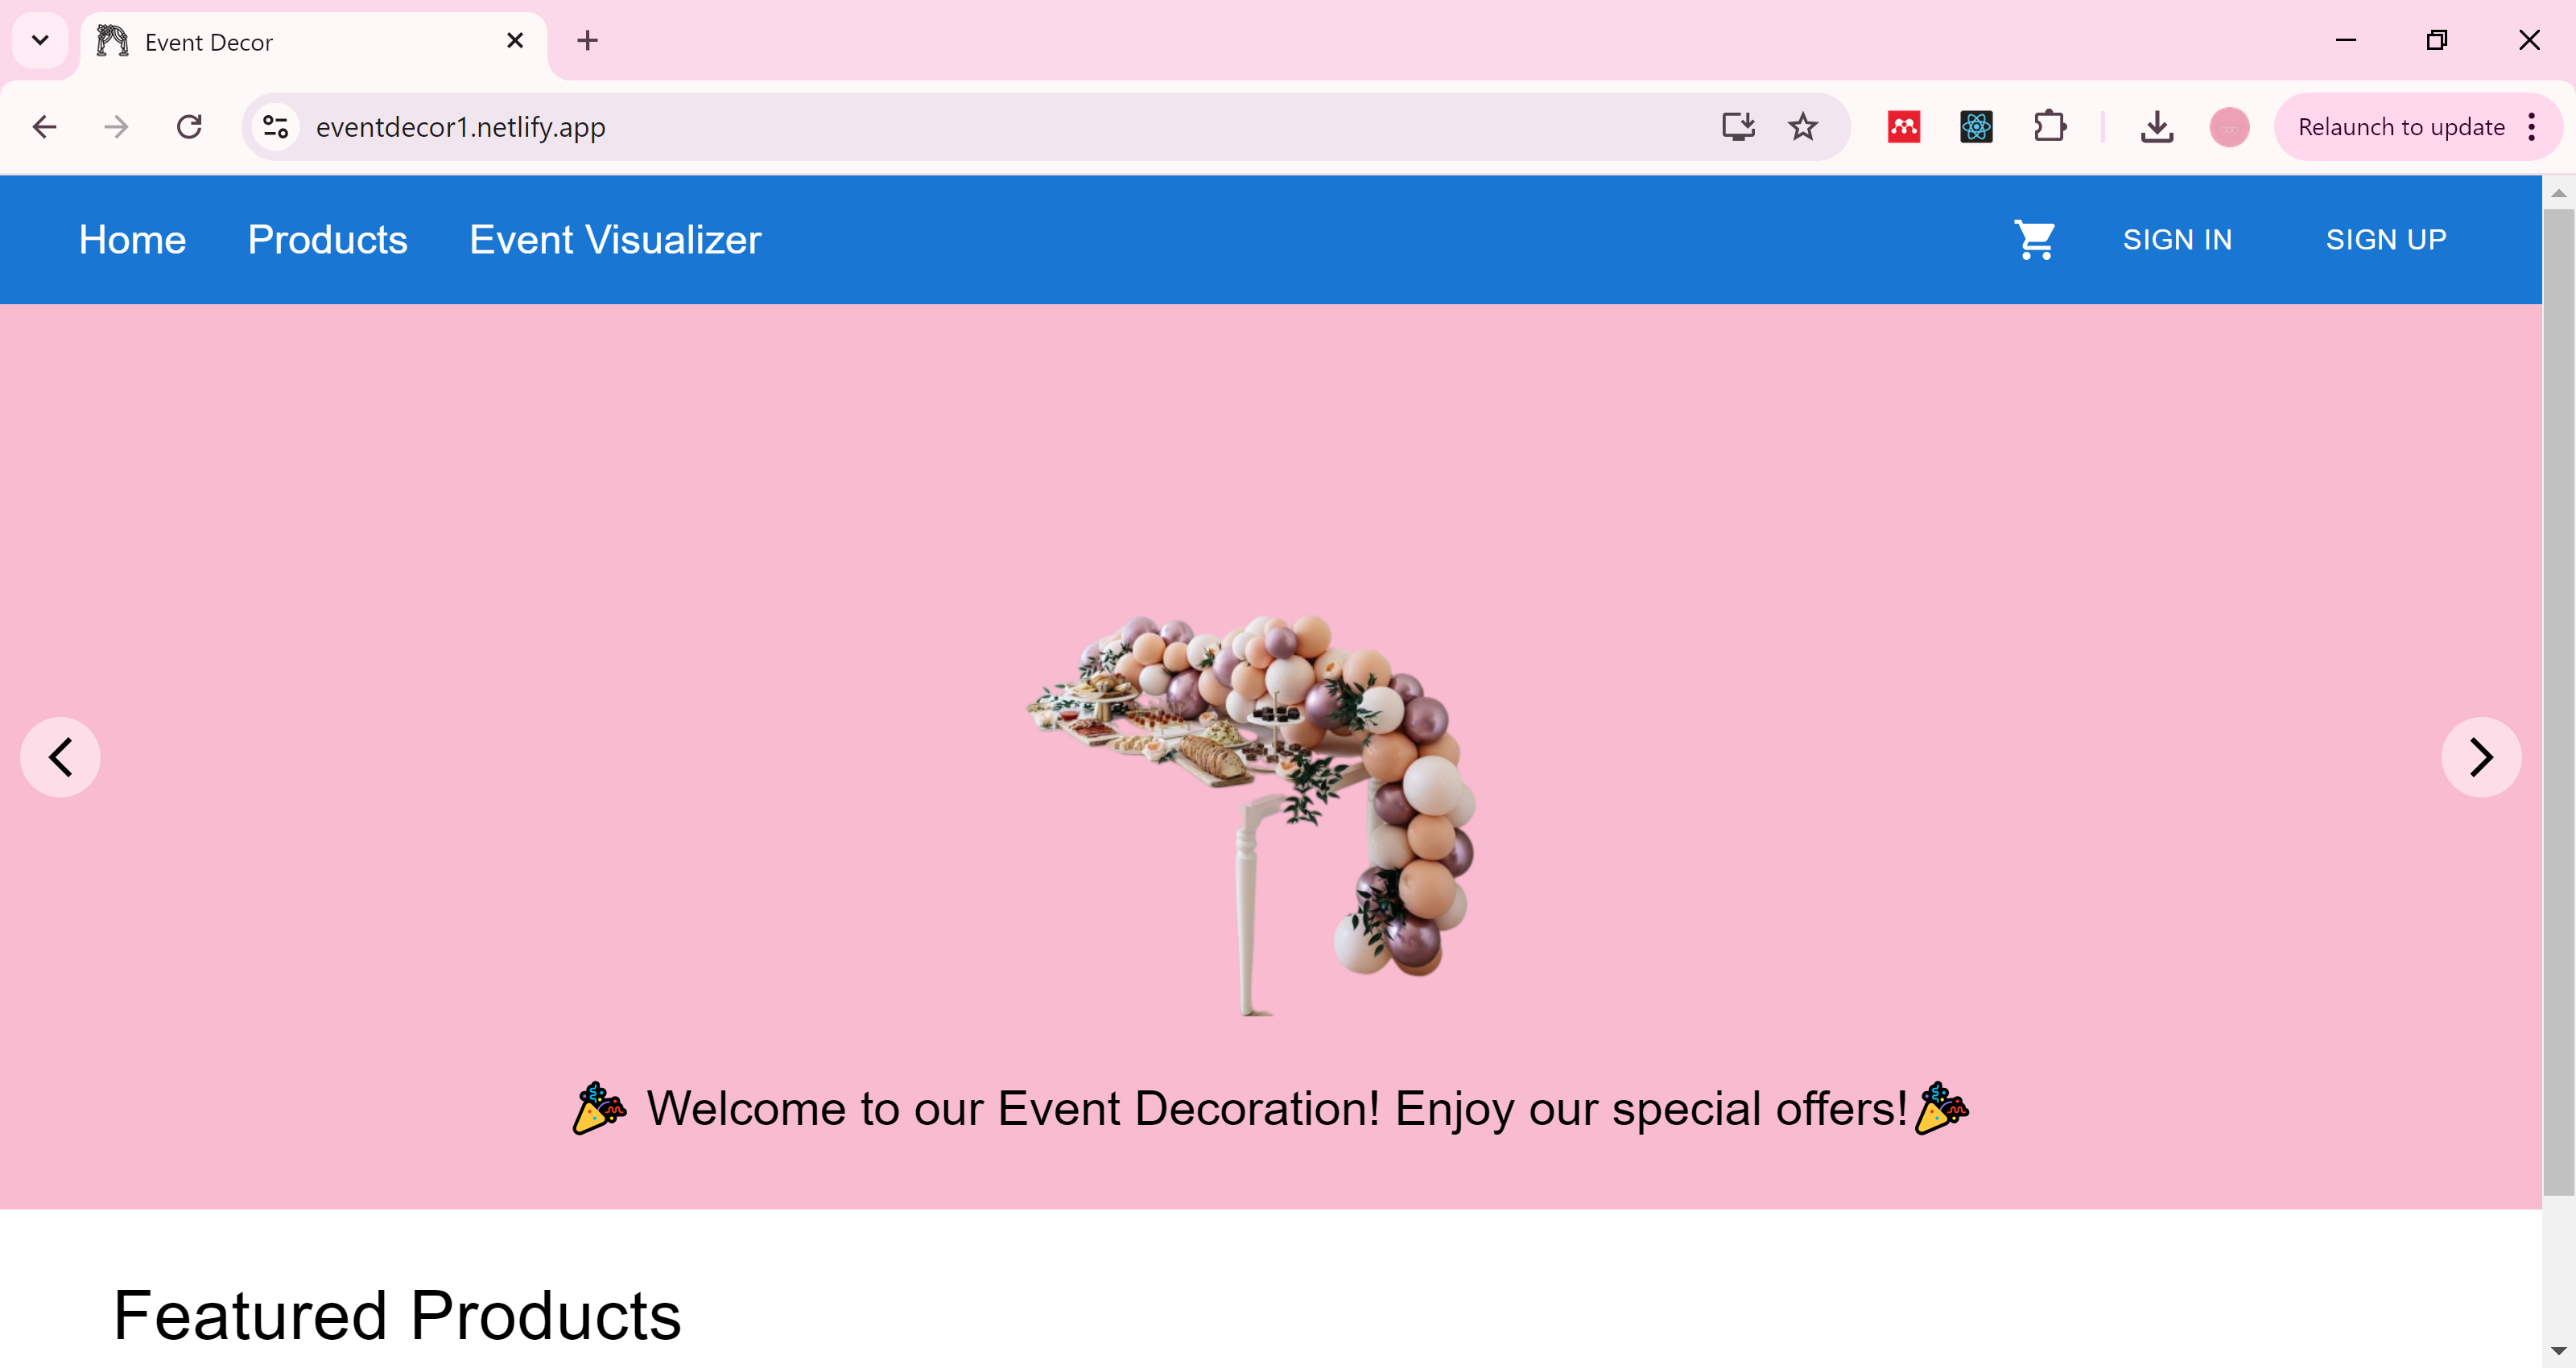 Event Decor
eventdecor1.netlify.app
Relaunch to update
Home Products Event Visualizer SIGN IN SIGN UP
🎉 Welcome to our Event Decoration! Enjoy our special offers!🎉
Featured Products